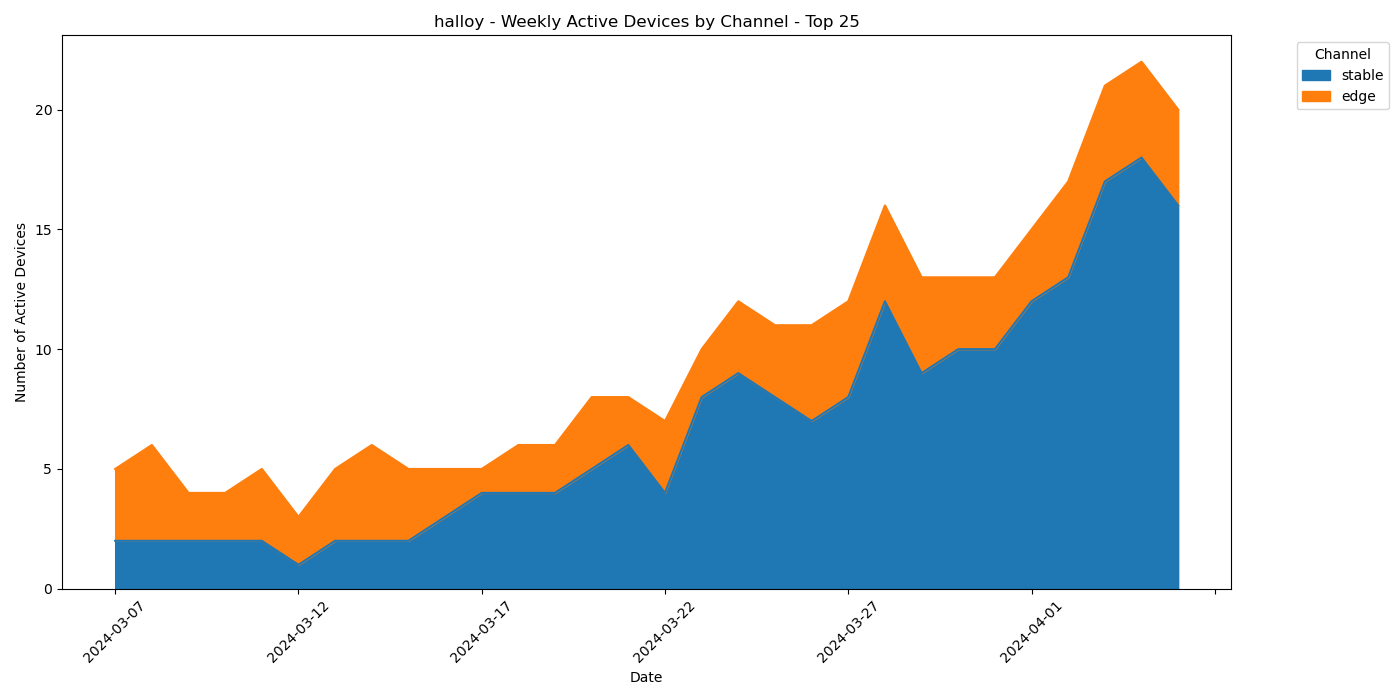 halloy - Weekly Active Devices by Channel - Top 25
Channel
stable
edge
Number of Active Devices
20
15
10
5
0
2024-03-07
2024-03-12
2024-03-17
2024-03-22
2024-03-27
2024-04-01
Date